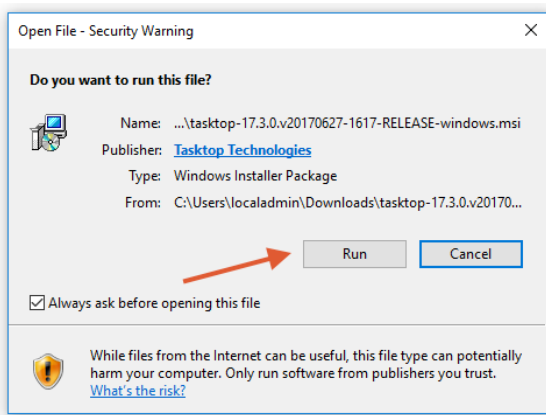 Open File - Security Warning
Do you want to run this file?
Name: ...\tasktop-17.3.0.v20170627-1617-RELEASE-windows.msi
Publisher: Tasktop Technologies
Type: Windows Installer Package
From: C:\Users\localadmin\Downloads\tasktop-17.3.0.v20170...
Run Cancel
Always ask before opening this file
While files from the Internet can be useful, this file type can potentially
harm your computer. Only run software from publishers you trust.
What's the risk?